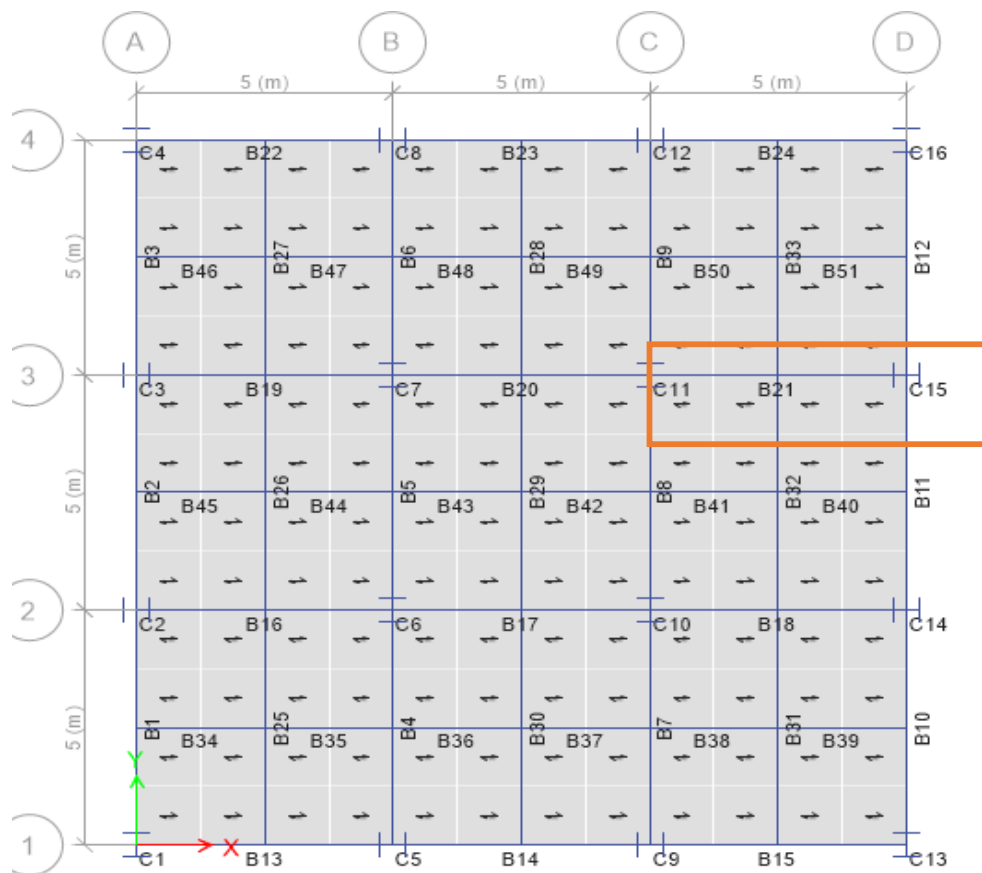 A B C D
5 (m) 5 (m) 5 (m)
4
C4 B22 C8 B23 C12 B24 C16
5 (m) B3 B27 B6 B28 B9 B33 B12
B46 B47 B48 B49 B50 B51
3
C3 B19 C7 B20 C11 B21 C15
5 (m) B2 B26 B5 B29 B8 B32 B11
B45 B44 B43 B42 B41 B40
2
C2 B16 C6 B17 C10 B18 C14
5 (m) B1 B25 B4 B30 B7 B31 B10
B34 B35 B36 B37 B38 B39
Y
1 X
C1 B13 C5 B14 C9 B15 C13